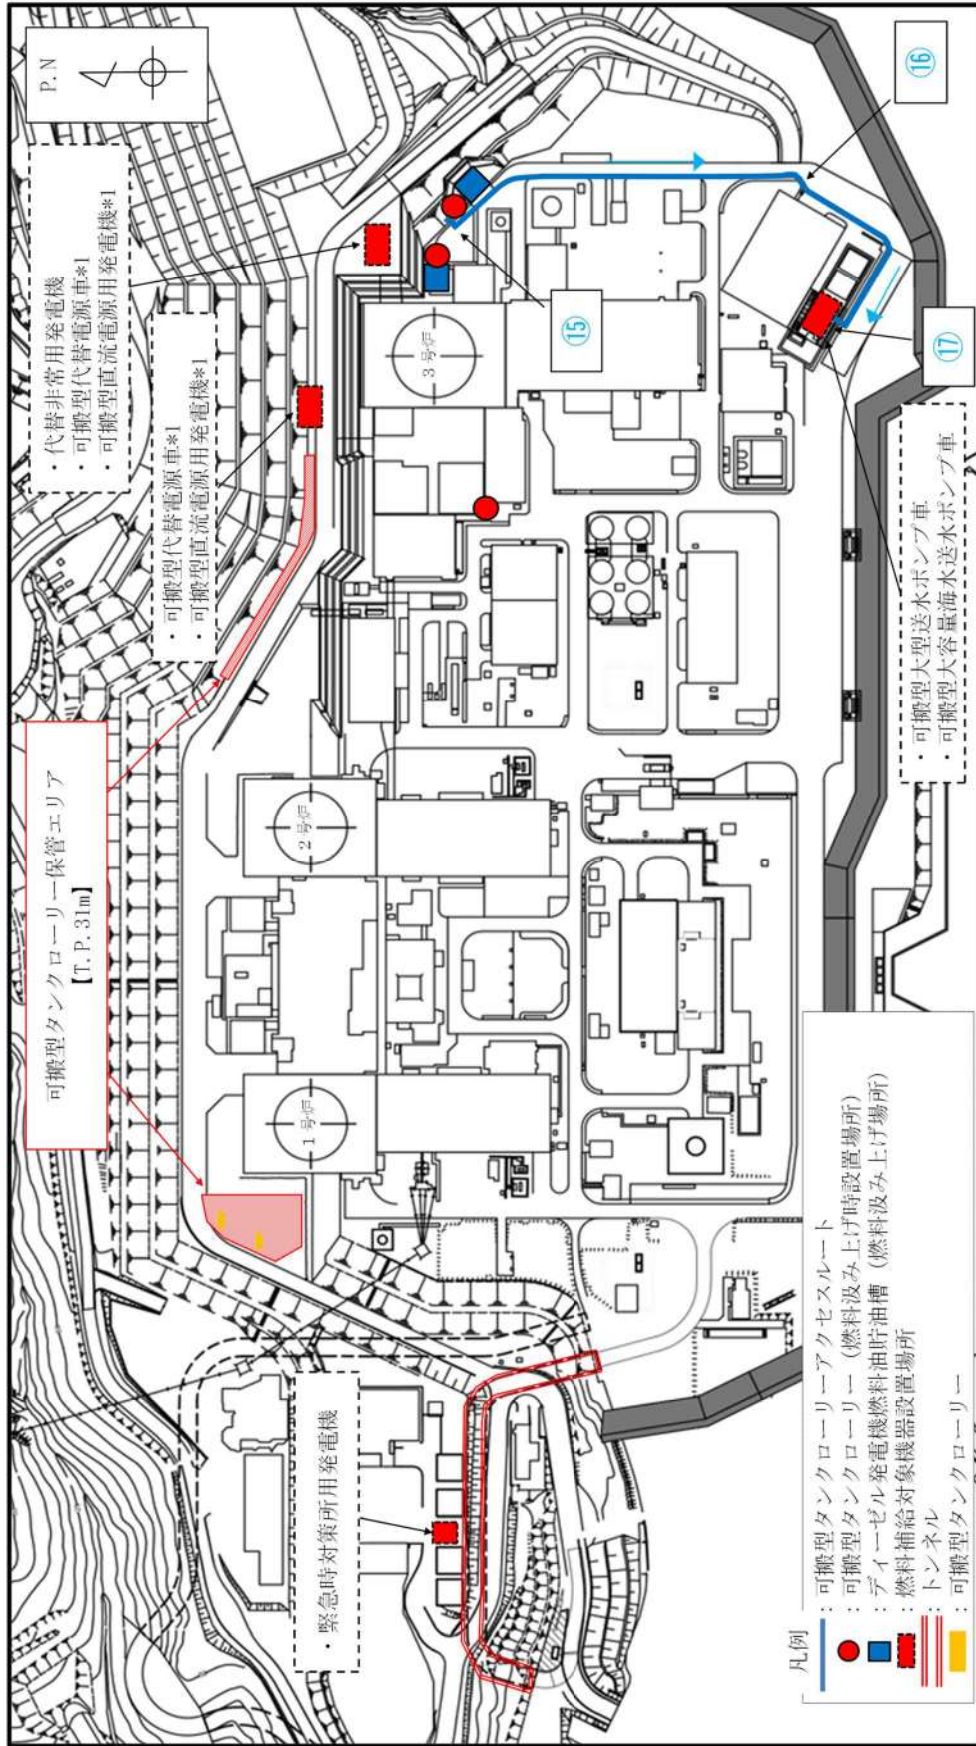 P.N
・代替非常用発電機
・可搬型代替電源車*1
・可搬型直流電源用発電機*1
・可搬型代替電源車*1
・可搬型直流電源用発電機*1
可搬型タンクローリー保管エリア
【T.P.31m】
・緊急時対策所用発電機
1号炉
2号炉
3号炉
⑮
⑯
⑰
・可搬型大型送水ポンプ車
・可搬型大容量海水送水ポンプ車
凡例
：可搬型タンクローリーアクセスルート
：可搬型タンクローリー（燃料汲み上げ時設置場所）
：ディーゼル発電機燃料油貯油槽（燃料汲み上げ場所）
：燃料補給対象機器設置場所
：トンネル
：可搬型タンクローリー